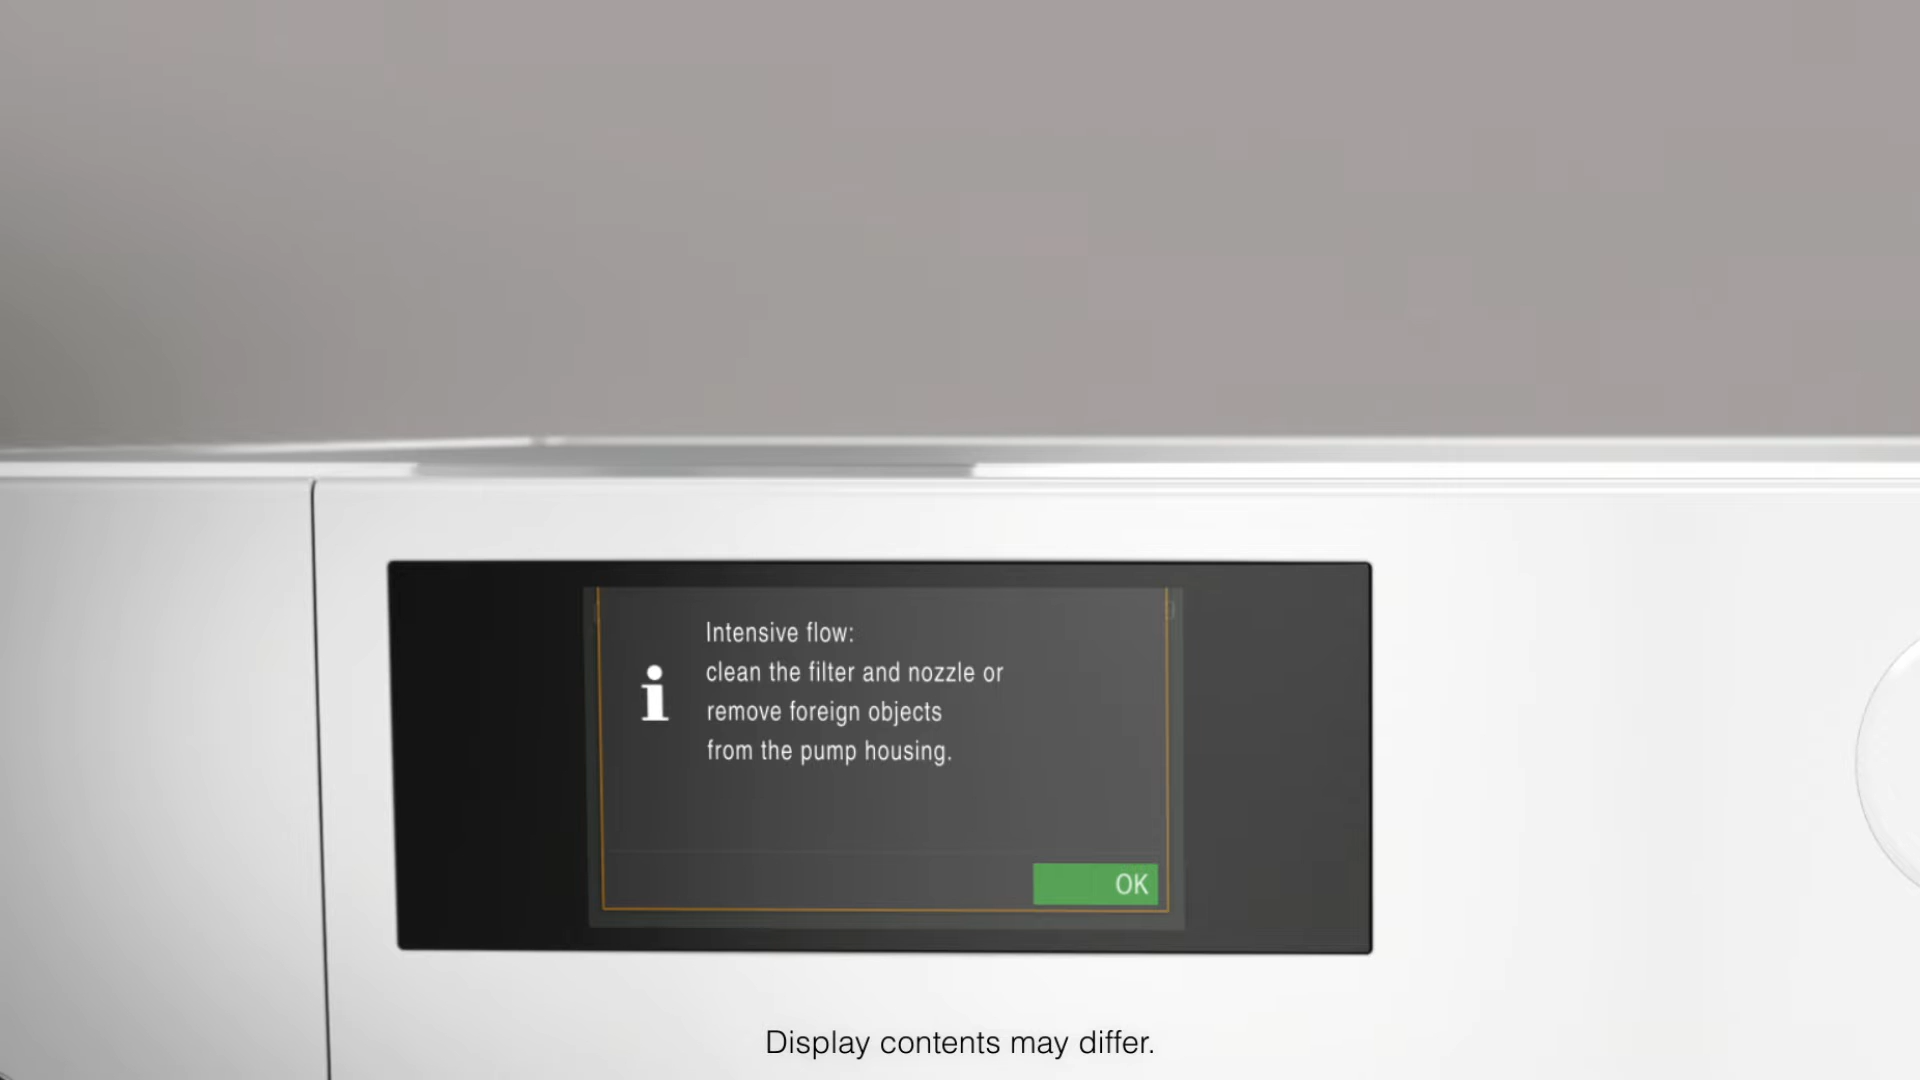 Intensive flow:
clean the filter and nozzle or
remove foreign objects
from the pump housing.
OK
Display contents may differ.